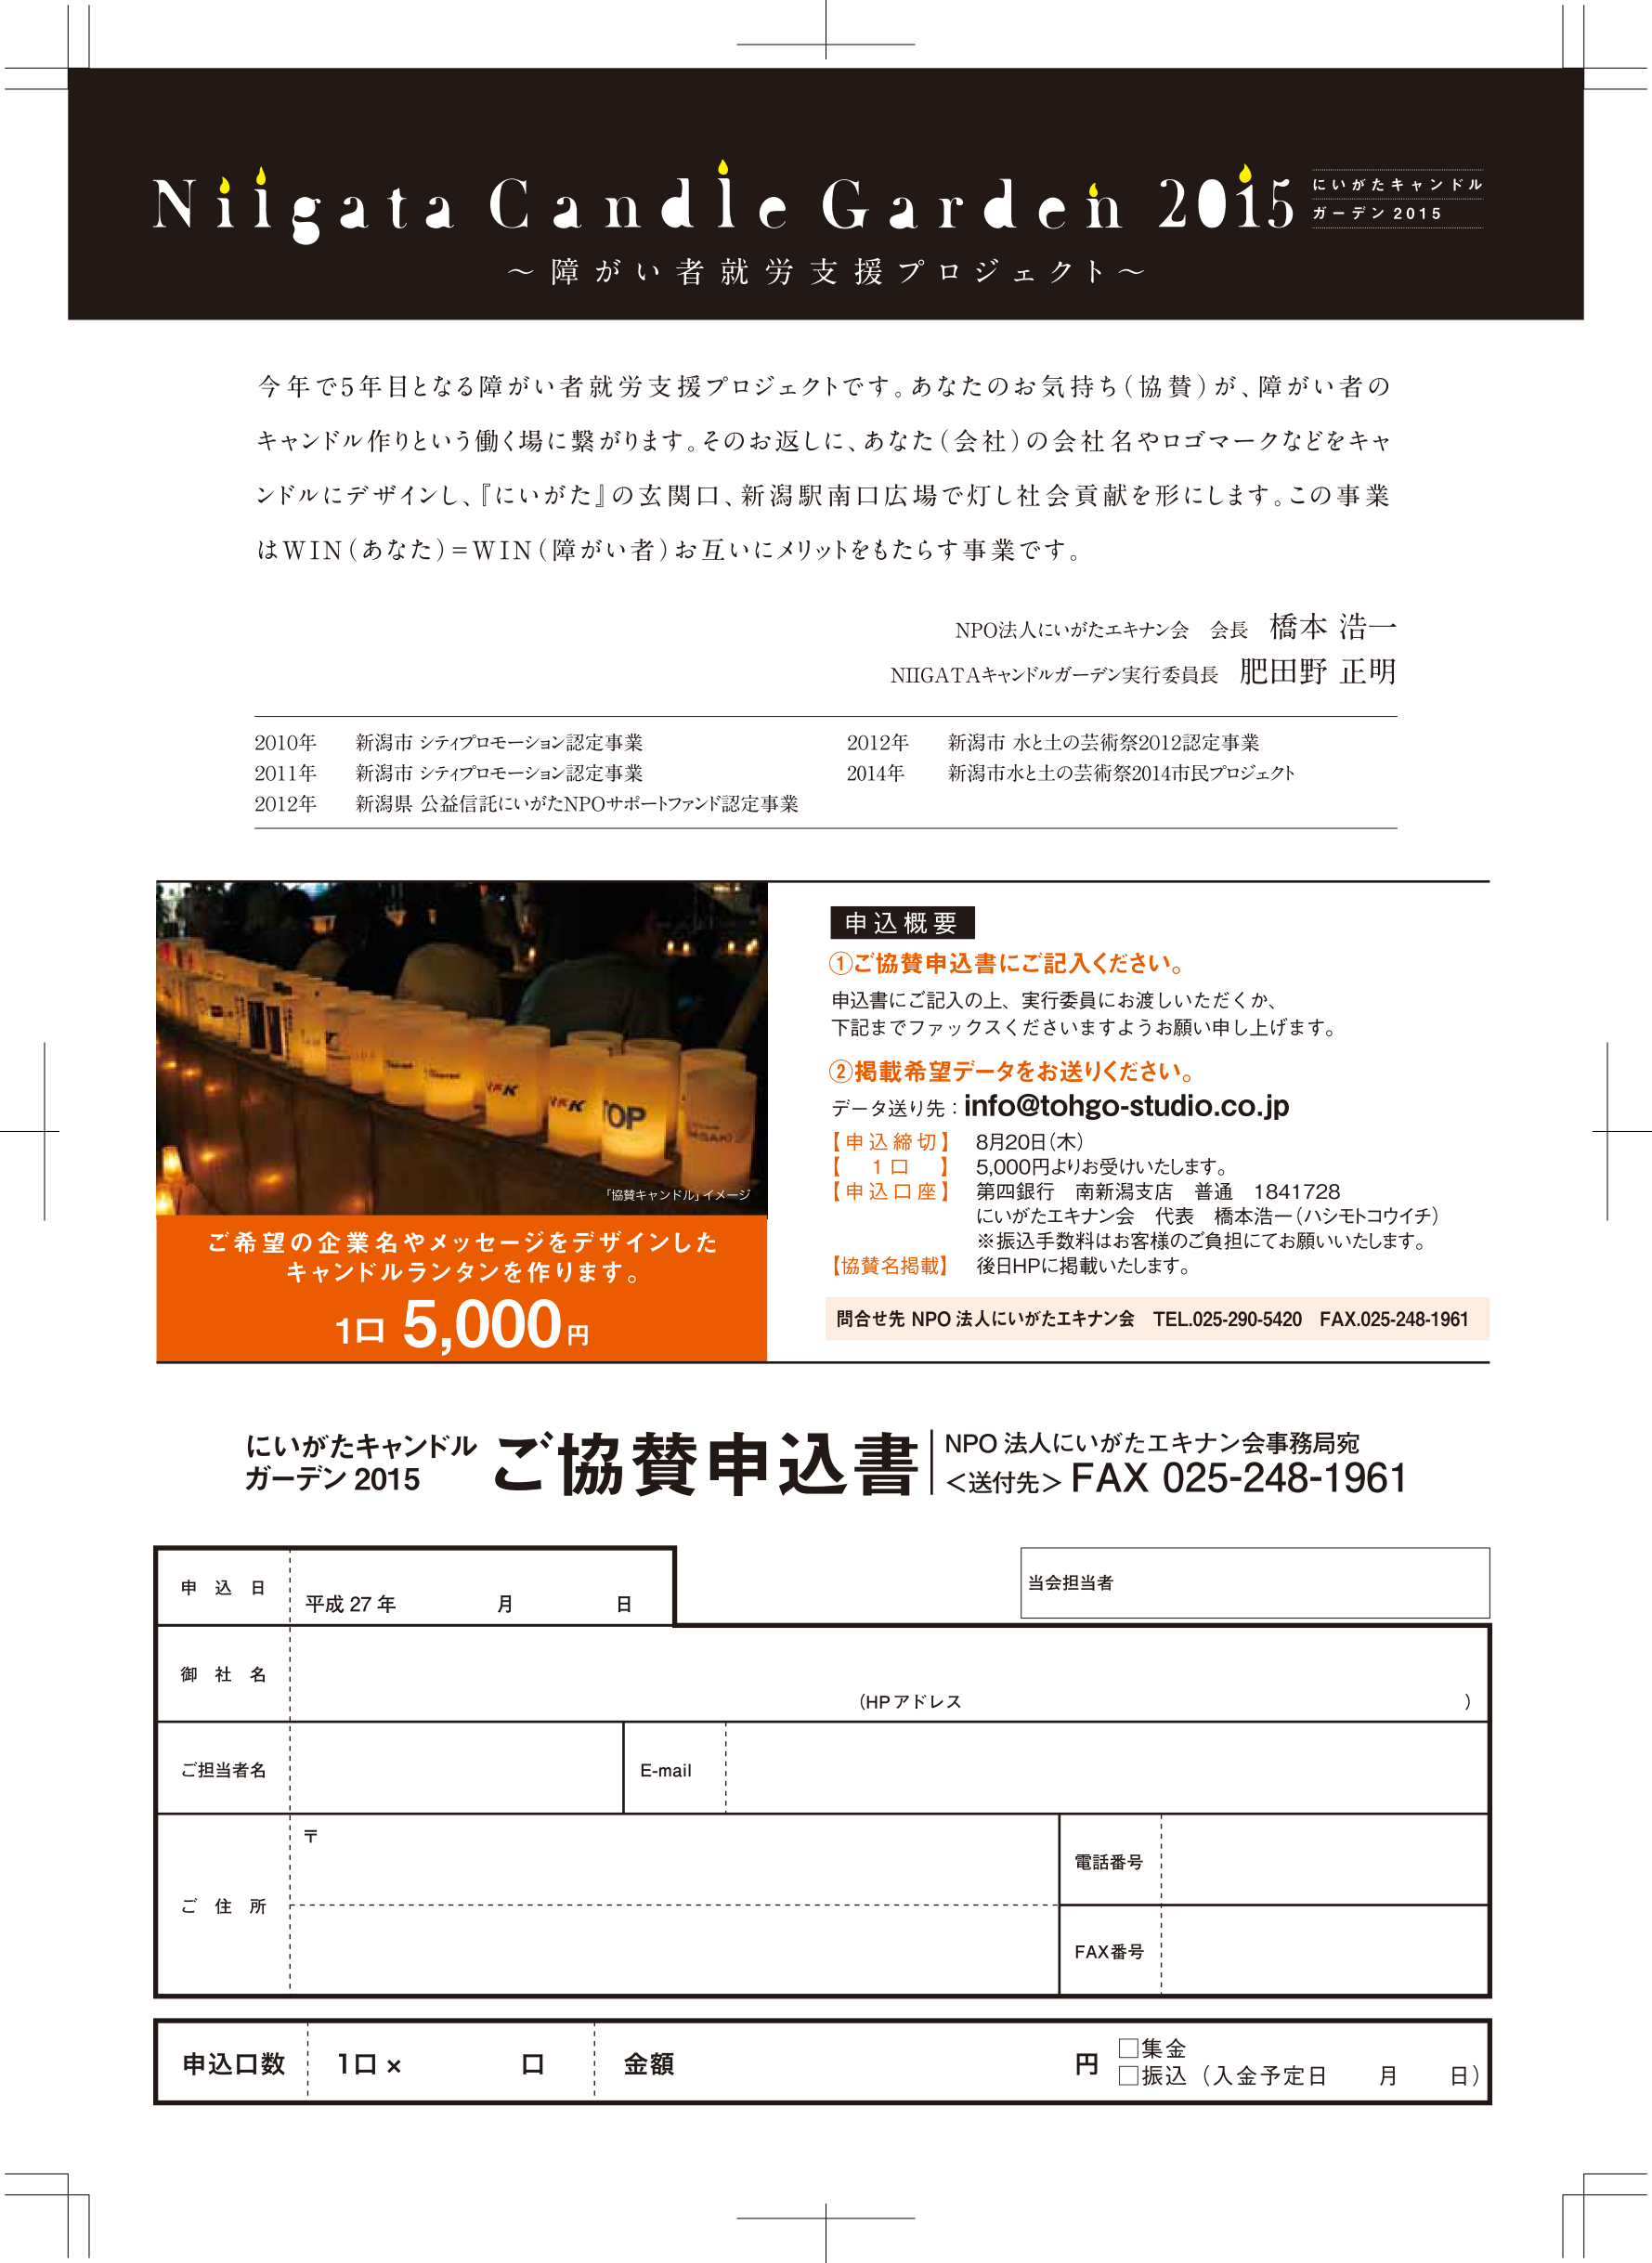 Niigata Candle Garden 2015
にいがたキャンドル
ガーデン2015
〜障がい者就労支援プロジェクト〜
今年で5年目となる障がい者就労支援プロジェクトです。あなたのお気持ち(協賛)が、障がい者の
キャンドル作りという働く場に繋がります。そのお返しに、あなた(会社)の会社名やロゴマークなどをキャ
ンドルにデザインし、『にいがた』の玄関口、新潟駅南口広場で灯し社会貢献を形にします。この事業
はWIN(あなた)=WIN(障がい者)お互いにメリットをもたらす事業です。
NPO法人にいがたエキナン会 会長 橋本 浩一
NIIGATAキャンドルガーデン実行委員長 肥田野 正明
2010年 新潟市 シティプロモーション認定事業
2011年 新潟市 シティプロモーション認定事業
2012年 新潟県 公益信託にいがたNPOサポートファンド認定事業
2012年 新潟市 水と土の芸術祭2012認定事業
2014年 新潟市水と土の芸術祭2014市民プロジェクト
TOP
「協賛キャンドル」イメージ
ご希望の企業名やメッセージをデザインした
キャンドルランタンを作ります。
1口 5,000円
申込概要
①ご協賛申込書にご記入ください。
申込書にご記入の上、実行委員にお渡しいただくか、
下記までファックスくださいますようお願い申し上げます。
②掲載希望データをお送りください。
データ送り先：info@tohgo-studio.co.jp
【申込締切】 8月20日(木)
【 1口 】 5,000円よりお受けいたします。
【申込口座】 第四銀行 南新潟支店 普通 1841728
にいがたエキナン会 代表 橋本浩一(ハシモトコウイチ)
※振込手数料はお客様のご負担にてお願いいたします。
【協賛名掲載】 後日HPに掲載いたします。
問合せ先 NPO法人にいがたエキナン会 TEL.025-290-5420 FAX.025-248-1961
にいがたキャンドル
ガーデン 2015
ご協賛申込書
NPO 法人にいがたエキナン会事務局宛
＜送付先＞ FAX 025-248-1961
申込日 平成 27 年 月 日
当会担当者
御社名
(HPアドレス )
ご担当者名 E-mail
〒
電話番号
ご住所
FAX番号
申込口数 1口× 口 金額 円
□集金
□振込（入金予定日 月 日）